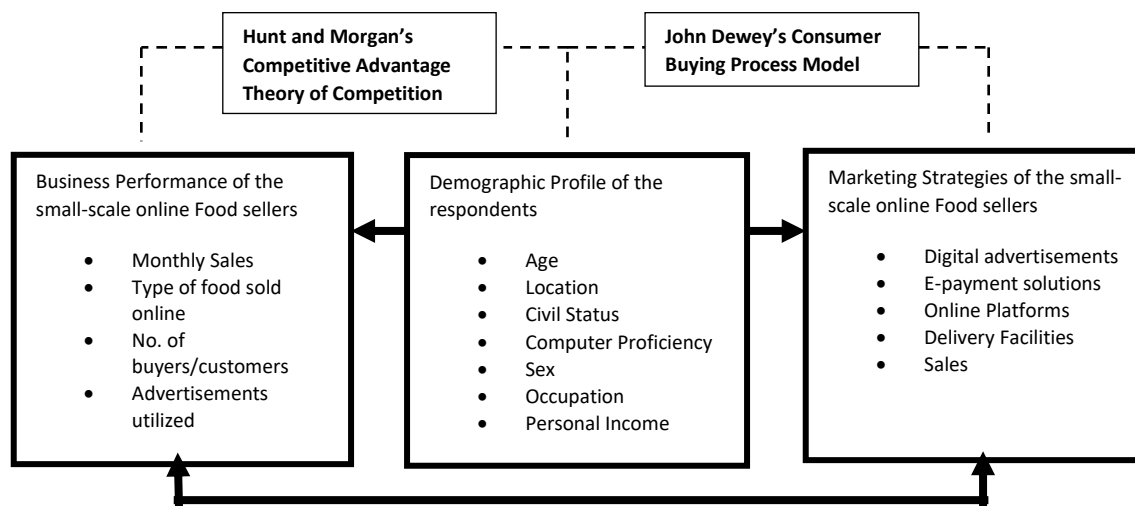 Hunt and Morgan's
Competitive Advantage
Theory of Competition
John Dewey's Consumer
Buying Process Model
Business Performance of the
small-scale online Food sellers
• Monthly Sales
• Type of food sold
online
• No. of
buyers/customers
• Advertisements
utilized
Demographic Profile of the
respondents
• Age
• Location
• Civil Status
• Computer Proficiency
• Sex
• Occupation
• Personal Income
Marketing Strategies of the small-
scale online Food sellers
• Digital advertisements
• E-payment solutions
• Online Platforms
• Delivery Facilities
• Sales